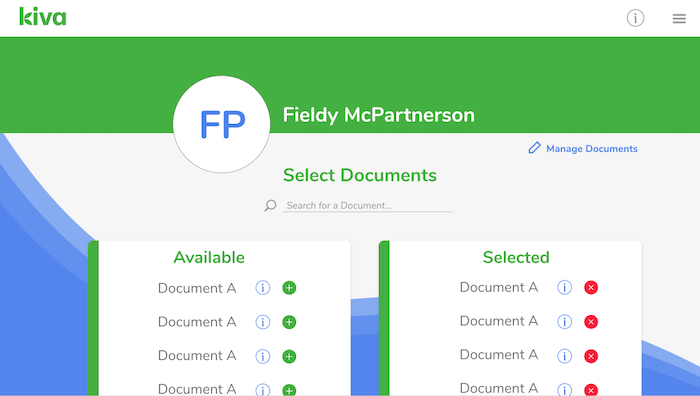 kiva
FP
Fieldy McPartnerson
Manage Documents
Select Documents
Search for a Document...
Available
Document A
Document A
Document A
Document A
Selected
Document A
Document A
Document A
Document A